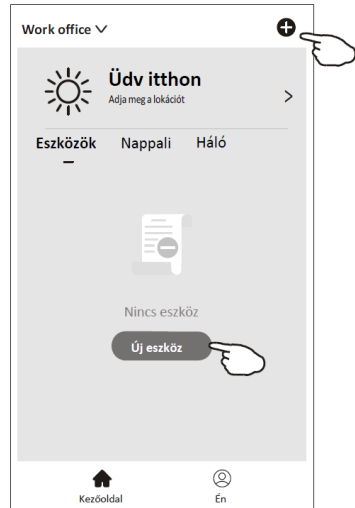 Work office
Üdv itthon
Adja meg a lokációt
Eszközök Nappali Háló
Nincs eszköz
Új eszköz
Kezőoldal Én